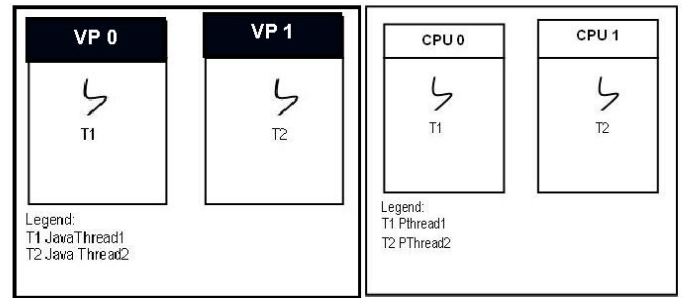 VP 0
VP 1
T1
T2
Legend:
T1 JavaThread1
T2 Java Thread2
CPU 0
CPU 1
T1
T2
Legend:
T1 Pthread1
T2 PThread2